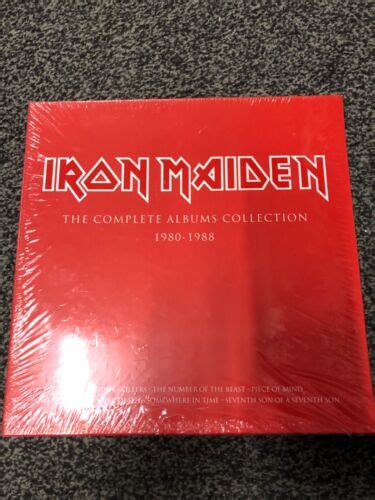 IRON MAIDEN
THE COMPLETE ALBUMS COLLECTION
1980-1988
KILLERS · THE NUMBER OF THE BEAST · PIECE OF MIND
SOMEWHERE IN TIME · SEVENTH SON OF A SEVENTH SON